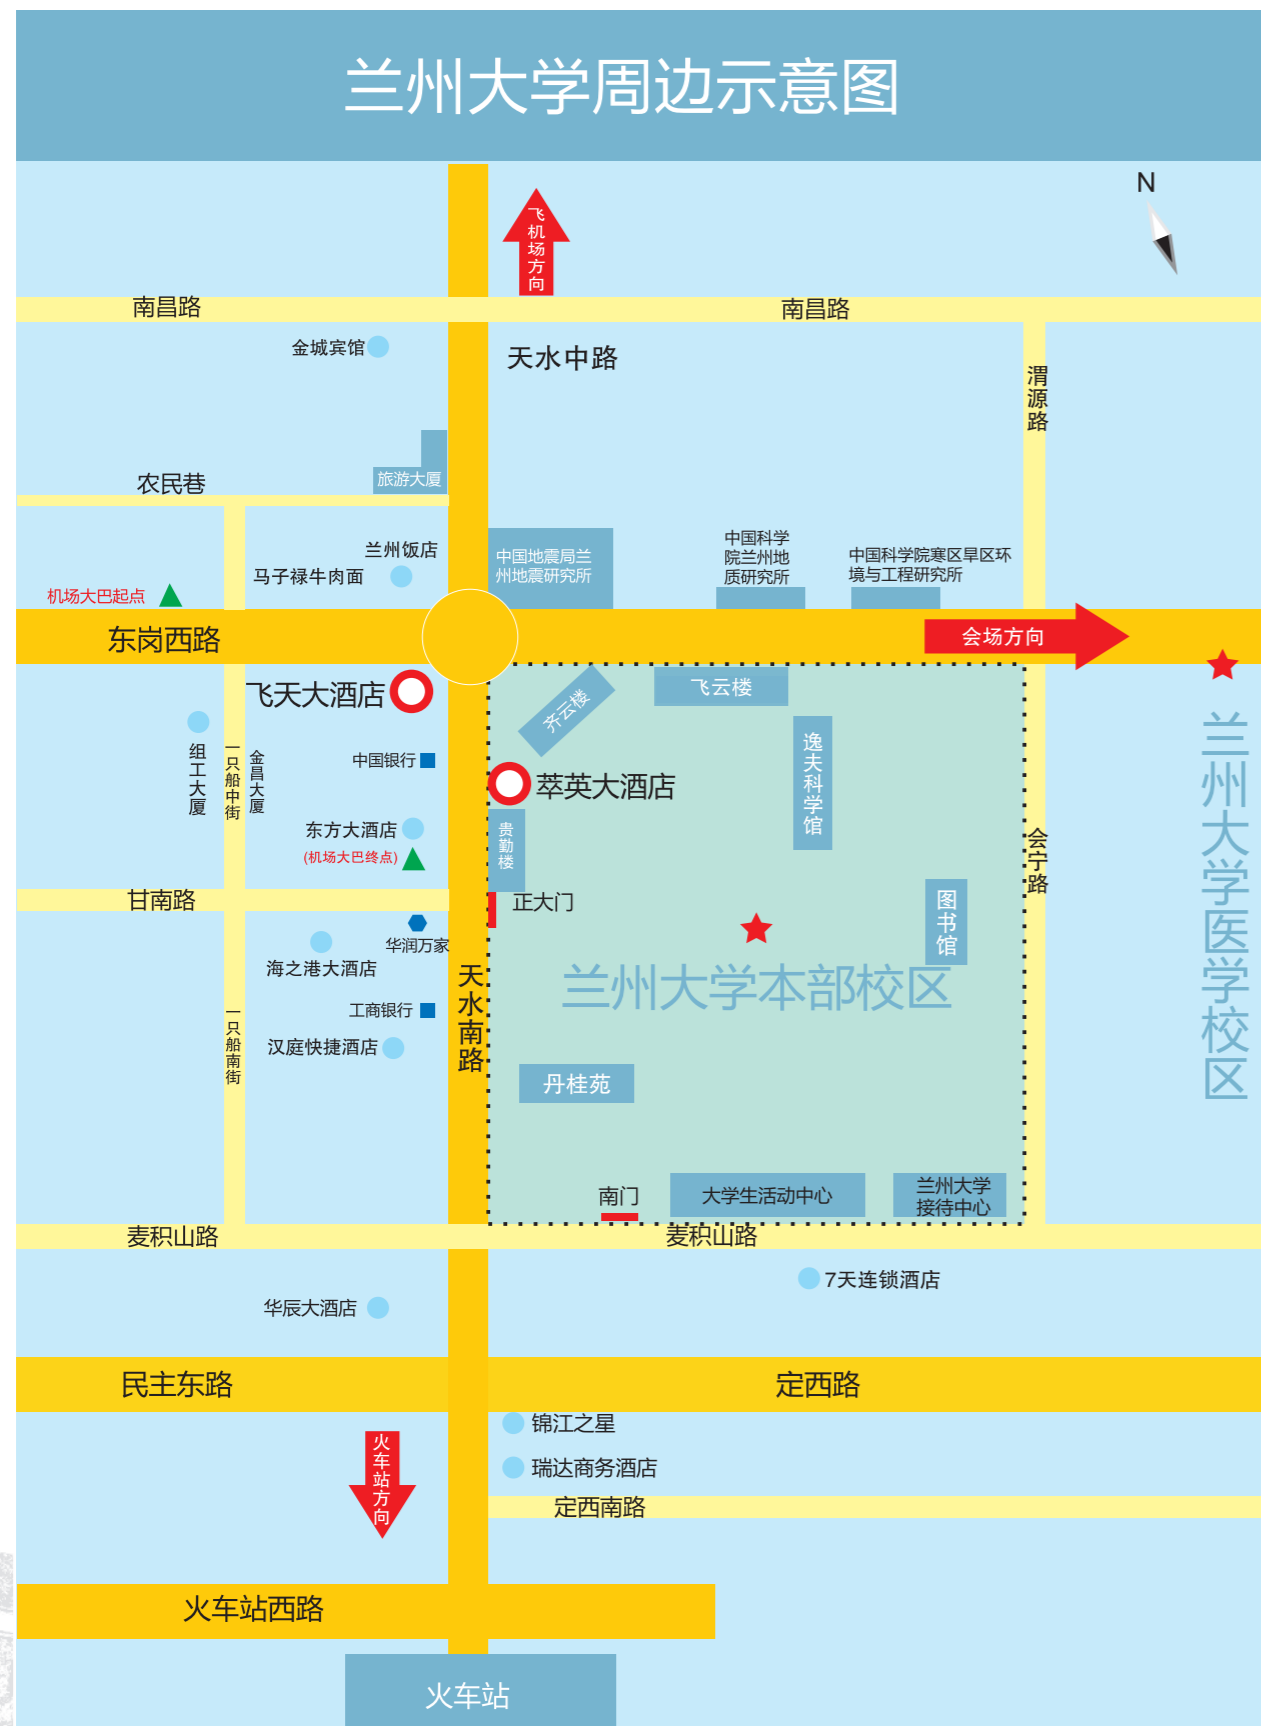 兰州大学周边示意图
N
飞机场方向
南昌路
南昌路
金城宾馆
天水中路
渭源路
旅游大厦
农民巷
兰州饭店
马子禄牛肉面
中国地震局兰
州地震研究所
中国科学
院兰州地
质研究所
中国科学院寒区旱区环
境与工程研究所
机场大巴起点
东岗西路
会场方向
飞天大酒店
齐云楼
飞云楼
组工大厦
一只船中街
金昌大厦
中国银行
萃英大酒店
逸夫科学馆
兰州大学医学校区
东方大酒店
(机场大巴终点)
贵勤楼
会宁路
甘南路
正大门
图书馆
华润万家
海之港大酒店
天水南路
兰州大学本部校区
工商银行
一只船南街
汉庭快捷酒店
丹桂苑
南门
大学生活动中心
兰州大学
接待中心
麦积山路
麦积山路
7天连锁酒店
华辰大酒店
民主东路
定西路
锦江之星
火车站方向
瑞达商务酒店
定西南路
火车站西路
火车站